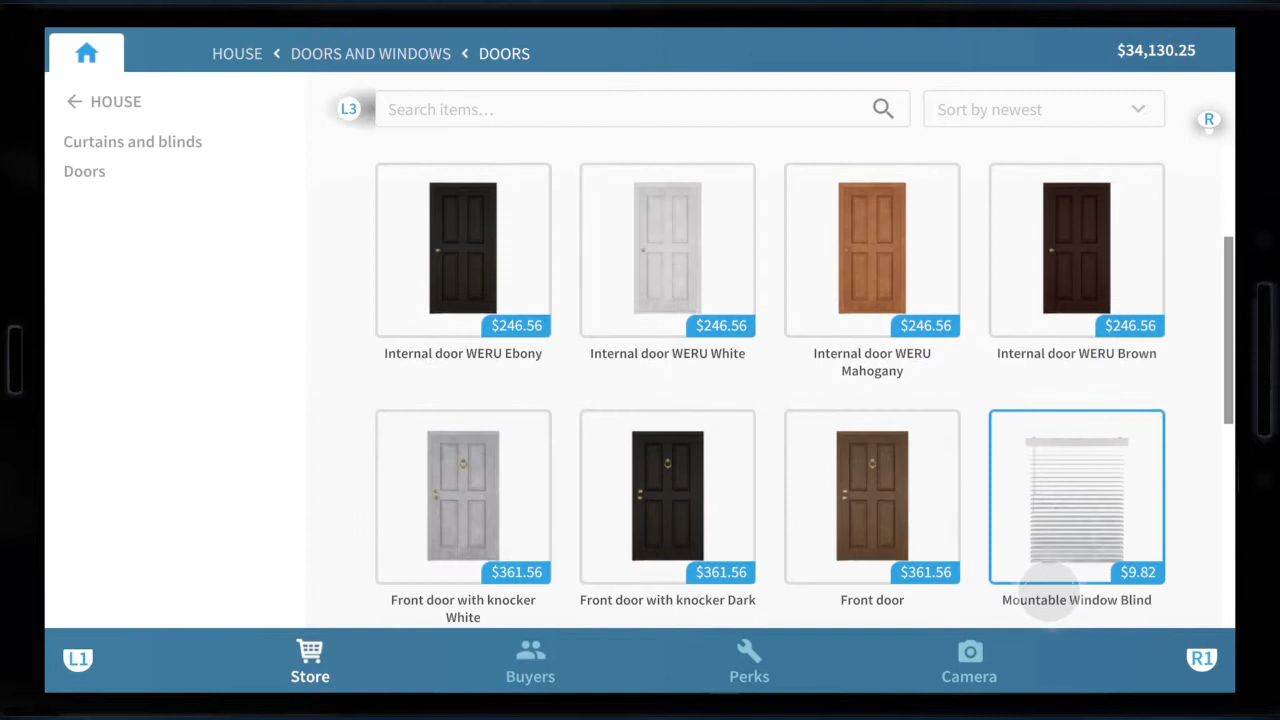 HOUSE < DOORS AND WINDOWS < DOORS
$34,130.25
HOUSE
Curtains and blinds
Doors
L3
Search items...
Sort by newest
R
$246.56
$246.56
$246.56
$246.56
Internal door WERU Ebony
Internal door WERU White
Internal door WERU
Mahogany
Internal door WERU Brown
$361.56
$361.56
$361.56
$9.82
Front door with knocker
White
Front door with knocker Dark
Front door
Mountable Window Blind
L1
Store
Buyers
Perks
Camera
R1